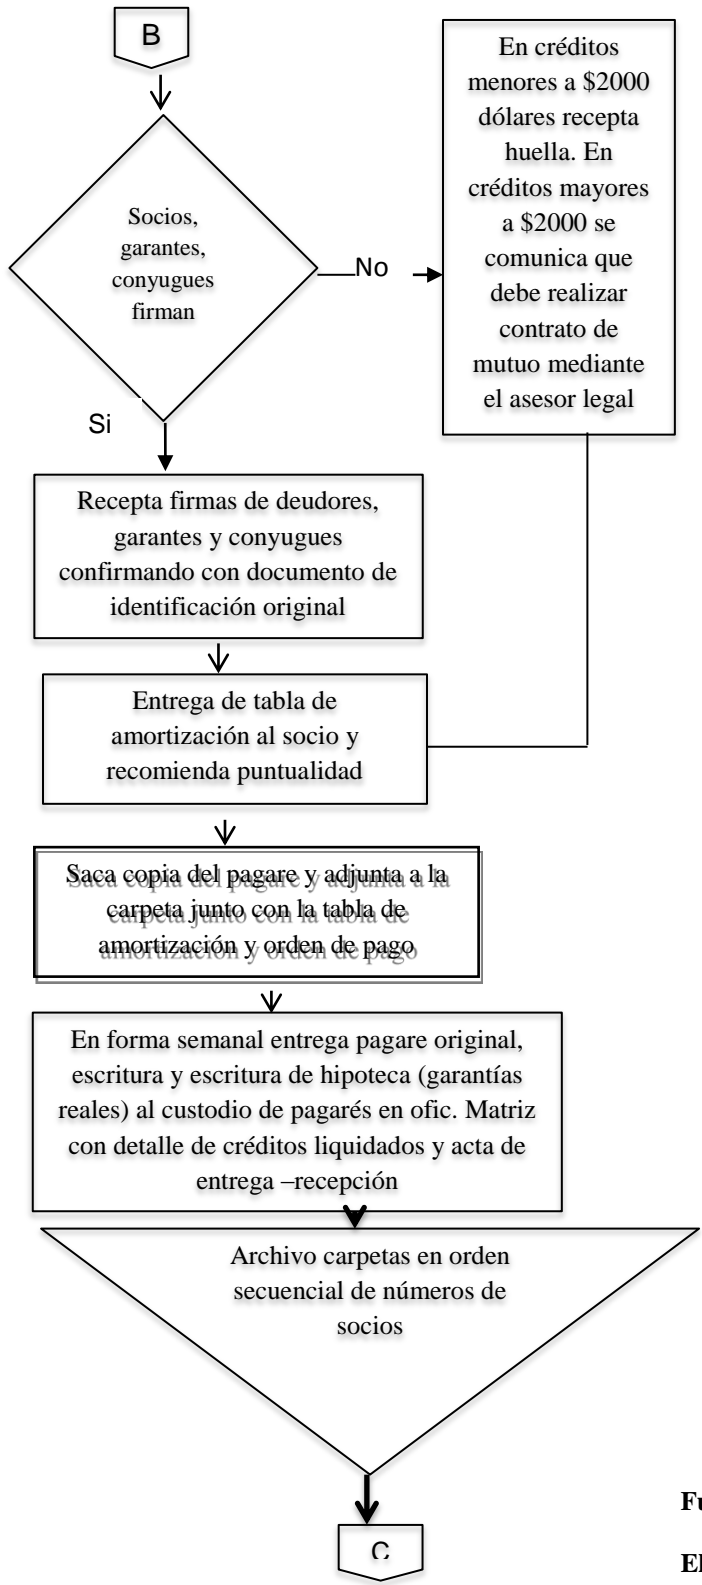 B
Socios,
garantes,
conyugues
firman
No
En créditos
menores a $2000
dólares recepta
huella. En
créditos mayores
a $2000 se
comunica que
debe realizar
contrato de
mutuo mediante
el asesor legal
Si
Recepta firmas de deudores,
garantes y conyugues
confirmando con documento de
identificación original
Entrega de tabla de
amortización al socio y
recomienda puntualidad
Saca copia del pagare y adjunta a la
carpeta junto con la tabla de
amortización y orden de pago
En forma semanal entrega pagare original,
escritura y escritura de hipoteca (garantías
reales) al custodio de pagarés en ofic. Matriz
con detalle de créditos liquidados y acta de
entrega –recepción
Archivo carpetas en orden
secuencial de números de
socios
C